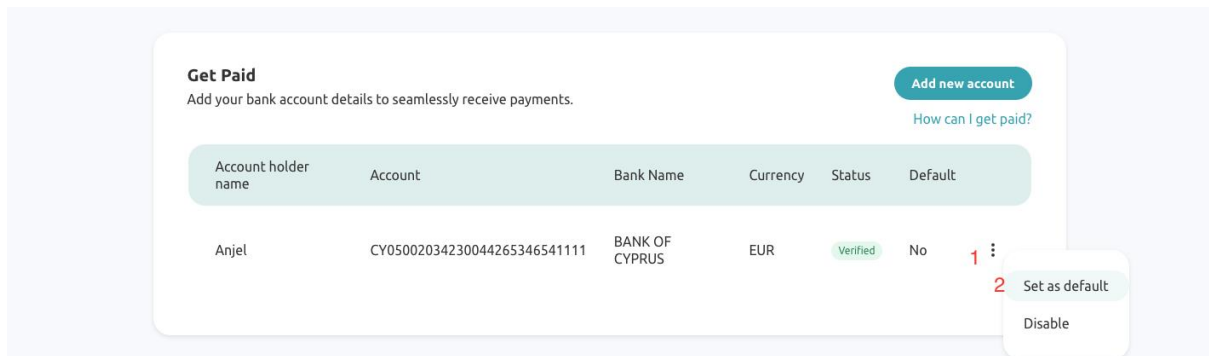 Get Paid
Add new account
Add your bank account details to seamlessly receive payments.
How can I get paid?
Account holder name
Account
Bank Name
Currency
Status
Default
Anjel
CY05002034230044265346541111
BANK OF CYPRUS
EUR
Verified
No
1
2
Set as default
Disable